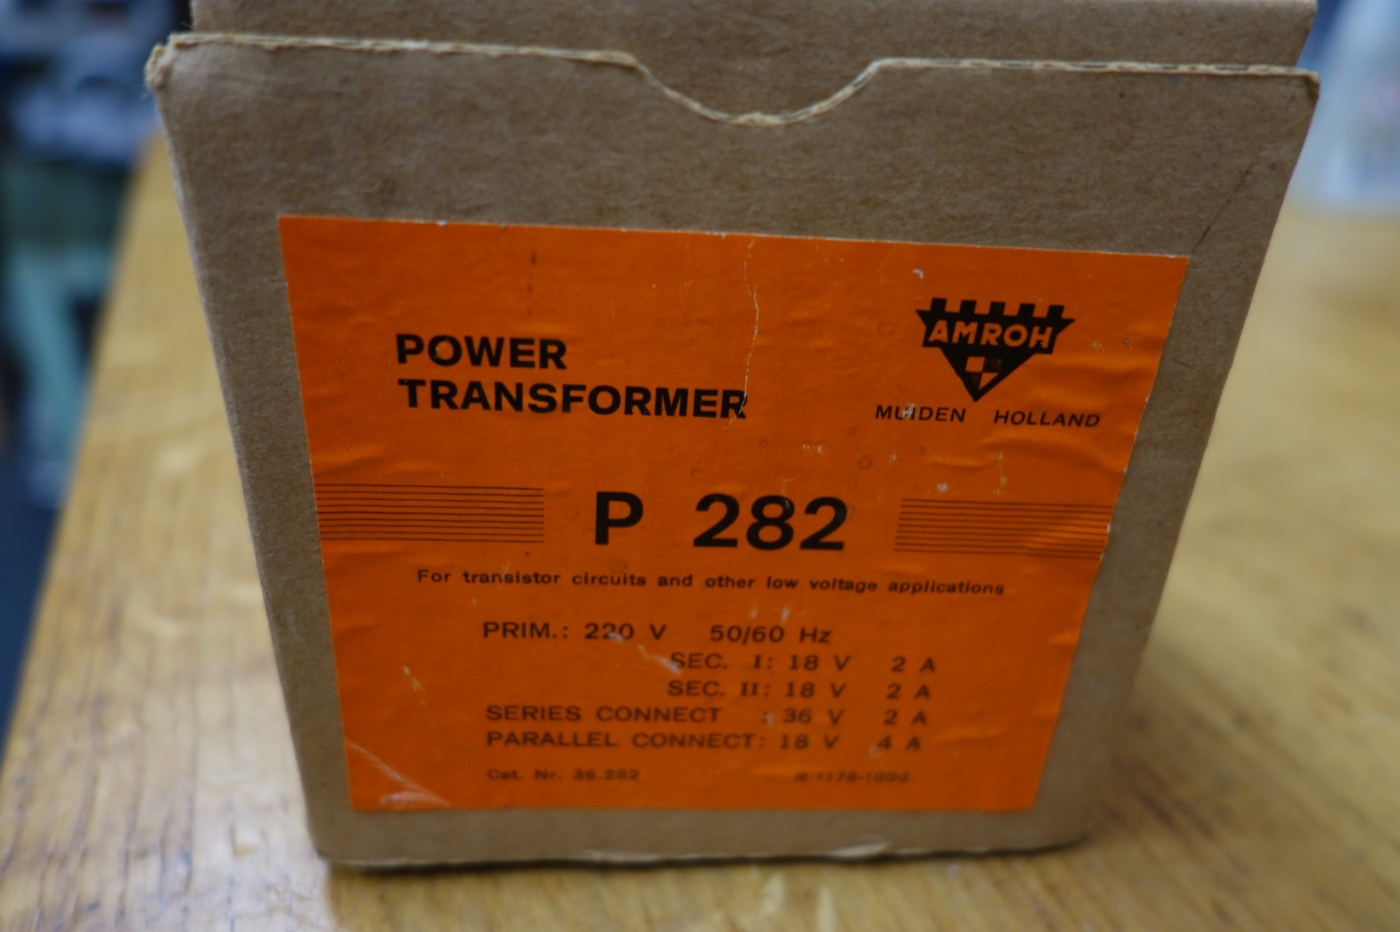 POWER
TRANSFORMER
AMROH
MUIDEN HOLLAND
P 282
For transistor circuits and other low voltage applications
PRIM.: 220 V 50/60 Hz
SEC. I: 18 V 2 A
SEC. II: 18 V 2 A
SERIES CONNECT : 36 V 2 A
PARALLEL CONNECT: 18 V 4 A
Cat. Nr. 36.282